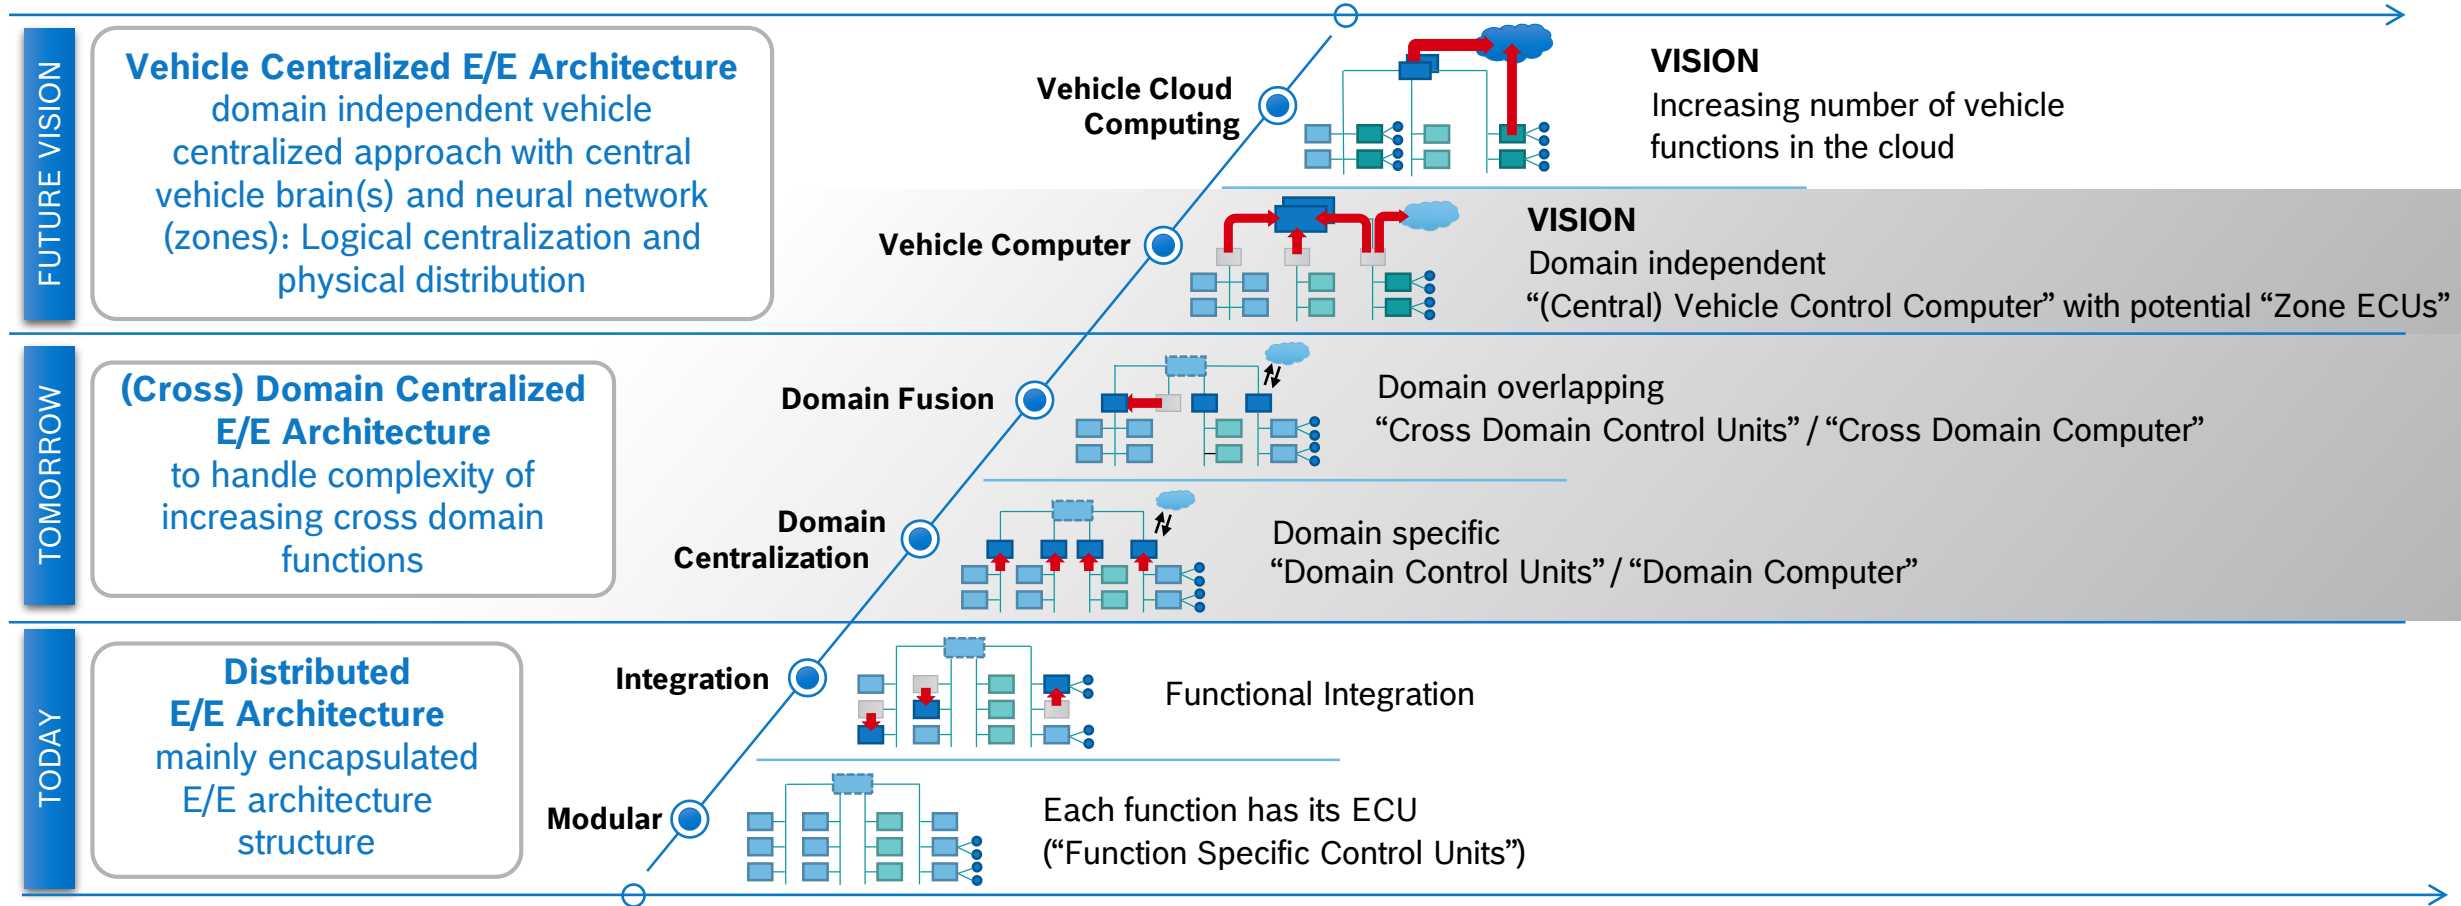 FUTURE VISION
Vehicle Centralized E/E Architecture
domain independent vehicle
centralized approach with central
vehicle brain(s) and neural network
(zones): Logical centralization and
physical distribution
Vehicle Cloud
Computing
VISION
Increasing number of vehicle
functions in the cloud
Vehicle Computer
VISION
Domain independent
“(Central) Vehicle Control Computer” with potential “Zone ECUs”
TOMORROW
(Cross) Domain Centralized
E/E Architecture
to handle complexity of
increasing cross domain
functions
Domain Fusion
Domain overlapping
“Cross Domain Control Units” / “Cross Domain Computer”
Domain
Centralization
Domain specific
“Domain Control Units” / “Domain Computer”
TODAY
Distributed
E/E Architecture
mainly encapsulated
E/E architecture
structure
Integration
Functional Integration
Modular
Each function has its ECU
(“Function Specific Control Units”)